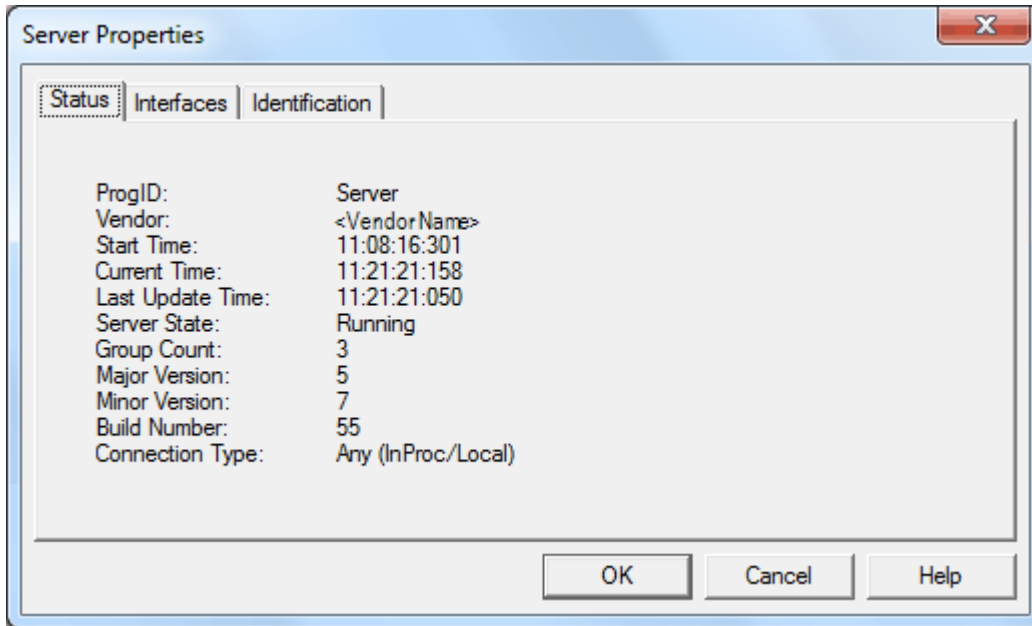 Server Properties
Status Interfaces Identification
ProgID: Server
Vendor: <VendorName>
Start Time: 11:08:16:301
Current Time: 11:21:21:158
Last Update Time: 11:21:21:050
Server State: Running
Group Count: 3
Major Version: 5
Minor Version: 7
Build Number: 55
Connection Type: Any (InProc/Local)
OK Cancel Help